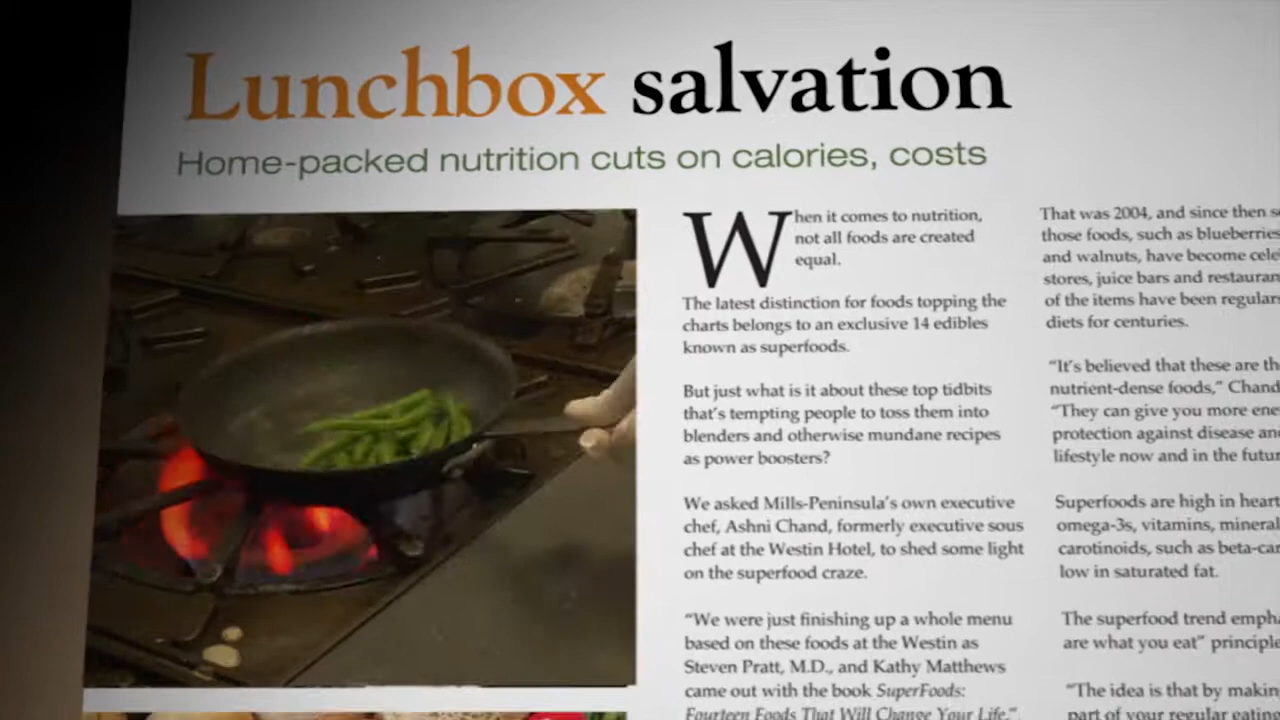 Lunchbox salvation
Home-packed nutrition cuts on calories, costs
When it comes to nutrition,
not all foods are created
equal.
The latest distinction for foods topping the
charts belongs to an exclusive 14 edibles
known as superfoods.
But just what is it about these top tidbits
that's tempting people to toss them into
blenders and otherwise mundane recipes
as power boosters?
We asked Mills-Peninsula's own executive
chef, Ashni Chand, formerly executive sous
chef at the Westin Hotel, to shed some light
on the superfood craze.
"We were just finishing up a whole menu
based on these foods at the Westin as
Steven Pratt, M.D., and Kathy Matthews
came out with the book SuperFoods:
Fourteen Foods That Will Change Your Life."
That was 2004, and since then
those foods, such as blueberries
and walnuts, have become
stores, juice bars and
of the items have been
diets for centuries.
"It's believed that these are
nutrient-dense foods,"
"They can give you more
protection against disease
lifestyle now and in the
Superfoods are high in heart
omega-3s, vitamins,
carotinoids, such as
low in saturated fat.
The superfood trend
are what you eat"
"The idea is that by
part of your regular eating